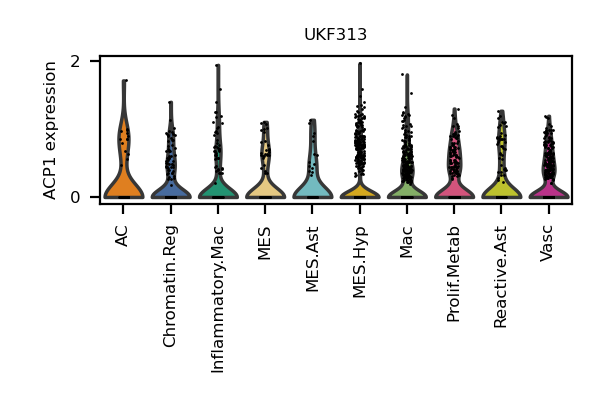 UKF313
ACP1 expression
2
0
AC
Chromatin.Reg
Inflammatory.Mac
MES
MES.Ast
MES.Hyp
Mac
Prolif.Metab
Reactive.Ast
Vasc